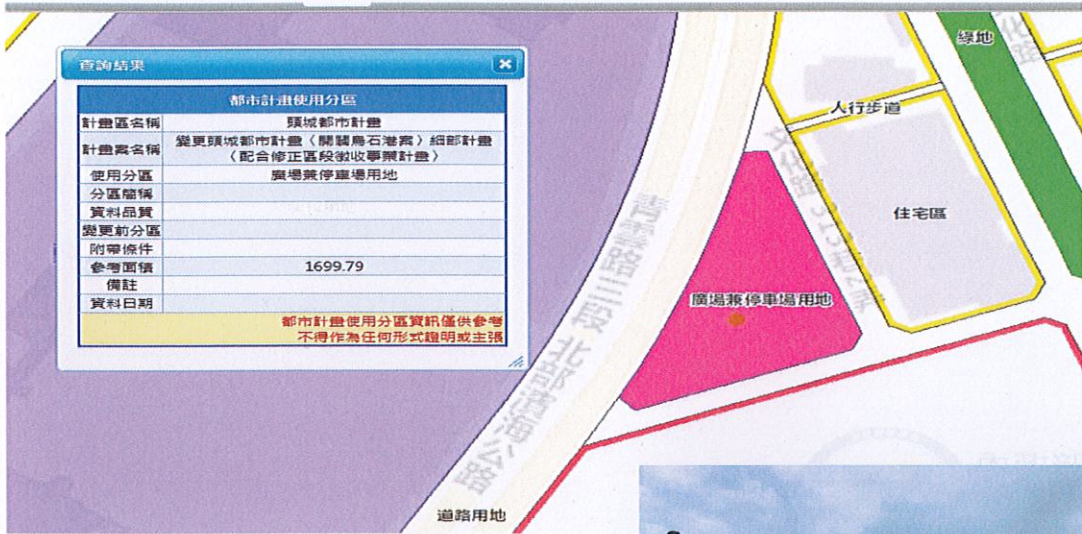 查詢結果
都市計畫使用分區
計畫區名稱 頭城都市計畫
計畫案名稱 變更頭城都市計畫（開闢烏石港案）細部計畫
（配合修正區段徵收事業計畫）
使用分區 廣場兼停車場用地
分區簡稱
資料品質
變更前分區
附帶條件
參考面積 1699.79
備註
資料日期
都市計畫使用分區資訊僅供參考
不得作為任何形式證明或主張
綠地
化路
人行步道
住宅區
廣場兼停車場用地
青雲路三段 北部濱海公路
道路用地